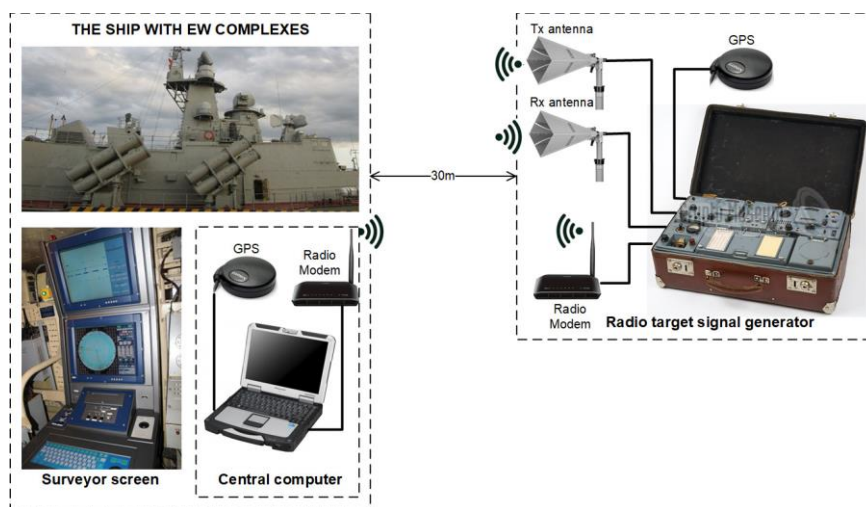 THE SHIP WITH EW COMPLEXES
Surveyor screen
GPS
Radio
Modem
Central computer
30m
Tx antenna
Rx antenna
GPS
Radio
Modem
Radio target signal generator